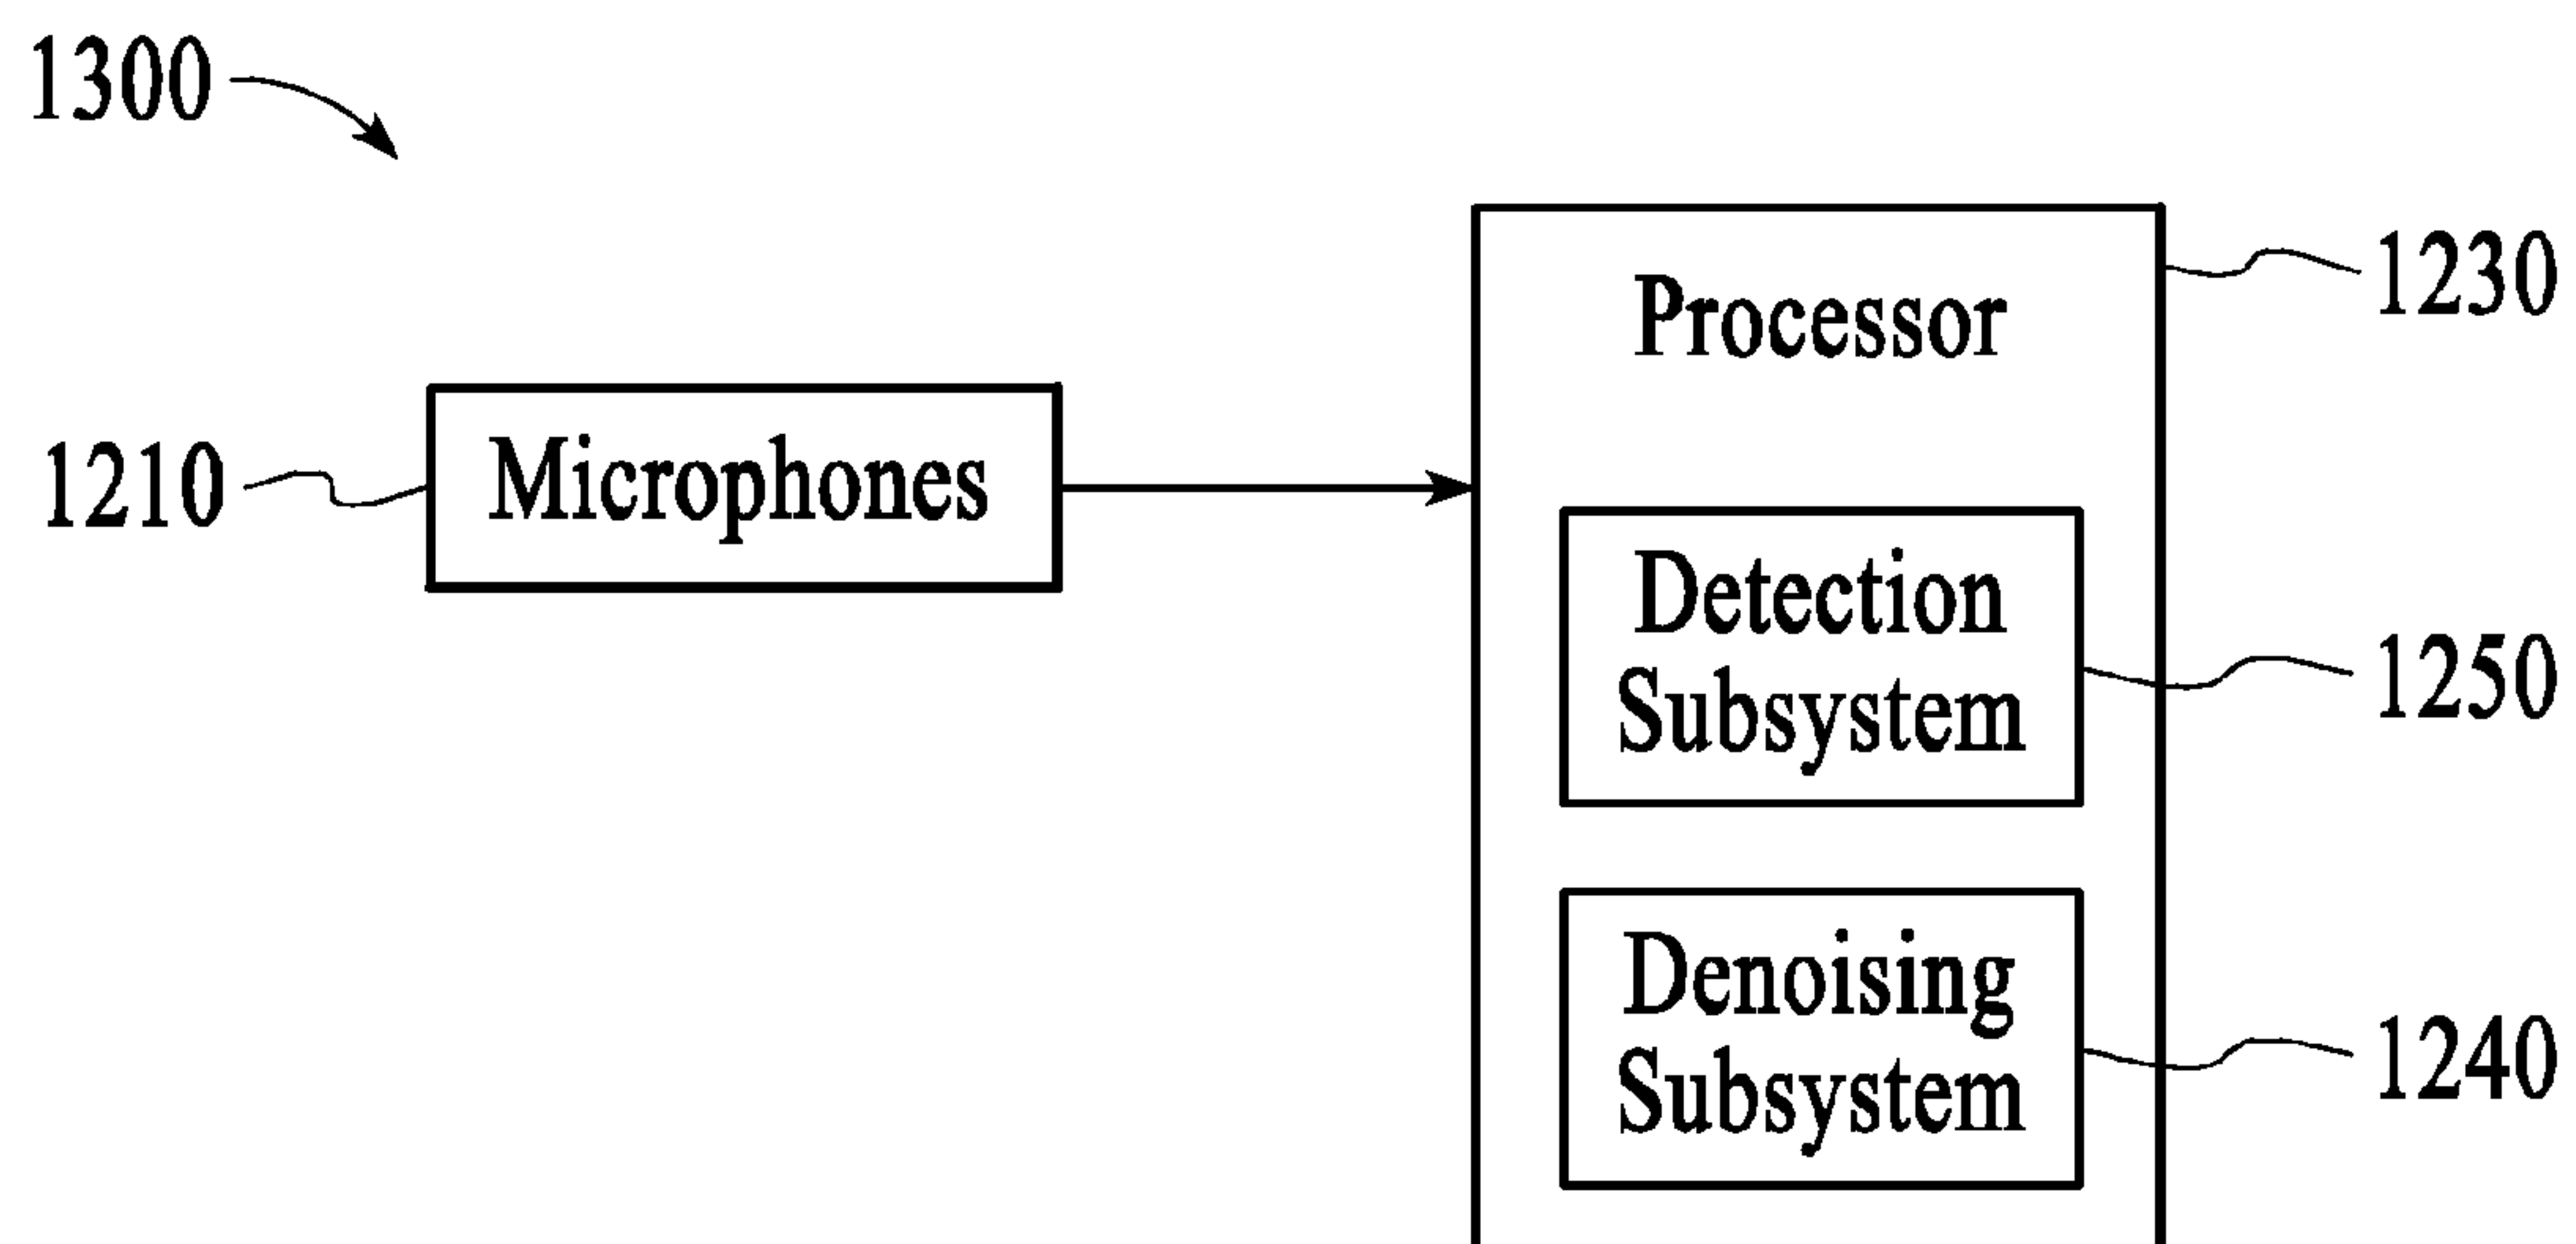 1300
1230
Processor
1210
Microphones
Detection
Subsystem
1250
Denoising
Subsystem
1240